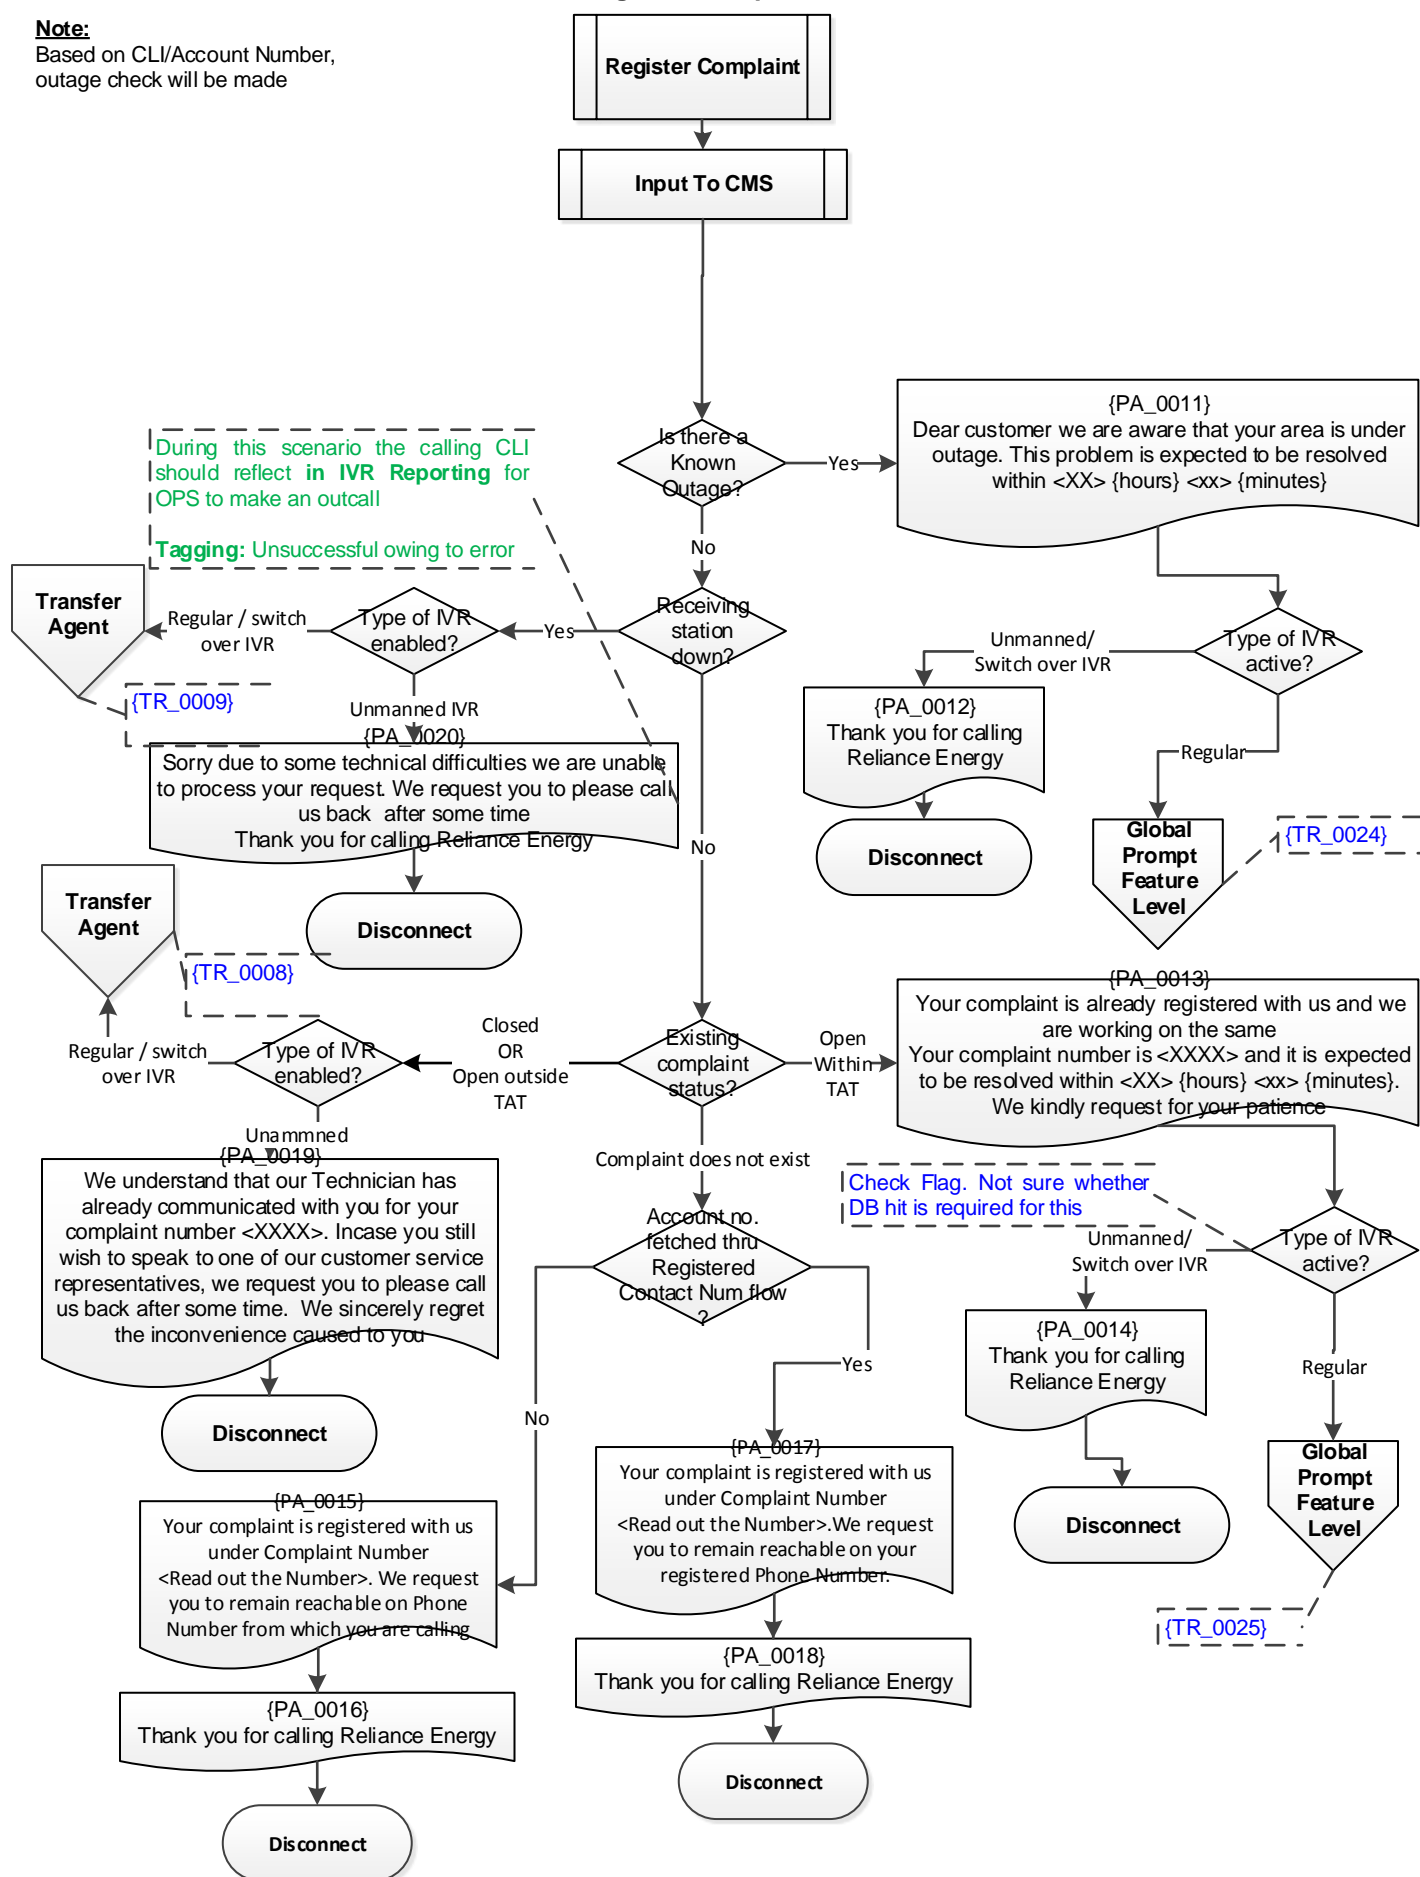 Note:
Based on CLI/Account Number,
outage check will be made
Register Complaint
Input To CMS
Is there a
Known
Outage?
Yes
{PA_0011}
Dear customer we are aware that your area is under
outage. This problem is expected to be resolved
within <XX> {hours} <xx> {minutes}
During this scenario the calling CLI
should reflect in IVR Reporting for
OPS to make an outcall
Tagging: Unsuccessful owing to error
No
Transfer
Agent
Regular / switch
over IVR
Type of IVR
enabled?
Yes
Receiving
station
down?
Unmanned/
Switch over IVR
Type of IVR
active?
{TR_0009}
Unmanned IVR
{PA_0020}
Sorry due to some technical difficulties we are unable
to process your request. We request you to please call
us back after some time
Thank you for calling Reliance Energy
{PA_0012}
Thank you for calling
Reliance Energy
Regular
No
Disconnect
Global
Prompt
Feature
Level
{TR_0024}
Transfer
Agent
Disconnect
{TR_0008}
Regular / switch
over IVR
Type of IVR
enabled?
Closed
OR
Open outside
TAT
Existing
complaint
status?
Open
Within
TAT
{PA_0013}
Your complaint is already registered with us and we
are working on the same
Your complaint number is <XXXX> and it is expected
to be resolved within <XX> {hours} <xx> {minutes}.
We kindly request for your patience
Unammned
{PA_0019}
We understand that our Technician has
already communicated with you for your
complaint number <XXXX>. Incase you still
wish to speak to one of our customer service
representatives, we request you to please call
us back after some time. We sincerely regret
the inconvenience caused to you
Complaint does not exist
Check Flag. Not sure whether
DB hit is required for this
Account no.
fetched thru
Registered
Contact Num flow
?
Unmanned/
Switch over IVR
Type of IVR
active?
{PA_0014}
Thank you for calling
Reliance Energy
Yes
Regular
No
Disconnect
{PA_0017}
Your complaint is registered with us
under Complaint Number
<Read out the Number>.We request
you to remain reachable on your
registered Phone Number.
Global
Prompt
Feature
Level
Disconnect
{PA_0015}
Your complaint is registered with us
under Complaint Number
<Read out the Number>. We request
you to remain reachable on Phone
Number from which you are calling
{TR_0025}
{PA_0018}
Thank you for calling Reliance Energy
{PA_0016}
Thank you for calling Reliance Energy
Disconnect
Disconnect